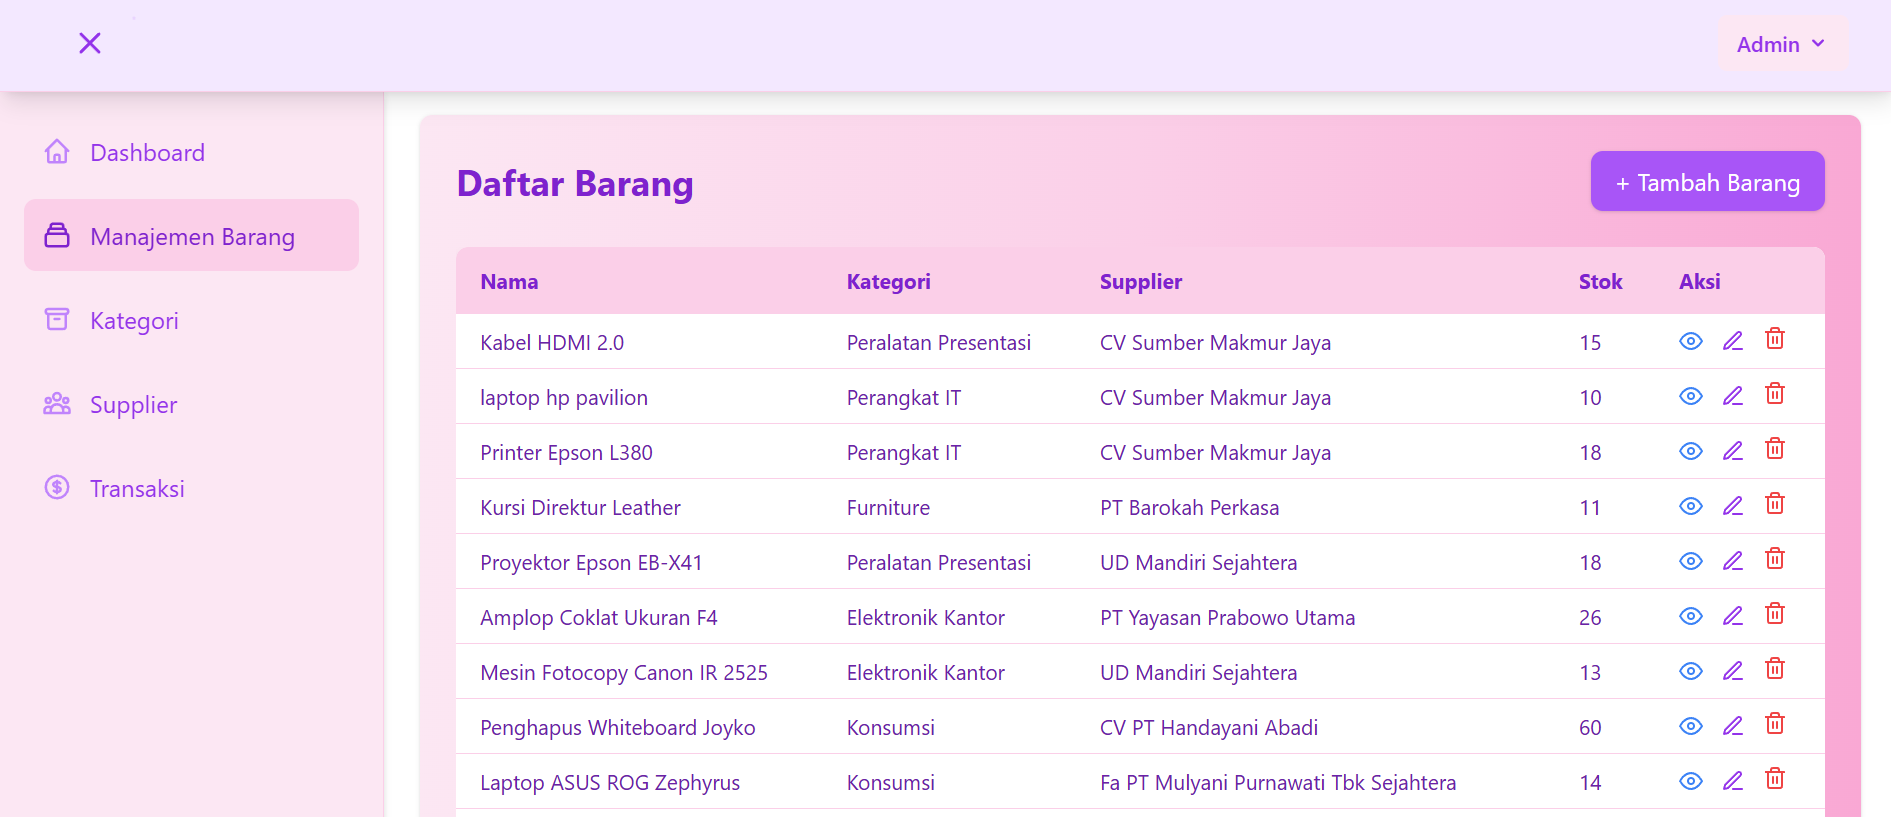 Admin
Dashboard
Manajemen Barang
Kategori
Supplier
Transaksi
Daftar Barang
+ Tambah Barang
Nama Kategori Supplier Stok Aksi
Kabel HDMI 2.0 Peralatan Presentasi CV Sumber Makmur Jaya 15
laptop hp pavilion Perangkat IT CV Sumber Makmur Jaya 10
Printer Epson L380 Perangkat IT CV Sumber Makmur Jaya 18
Kursi Direktur Leather Furniture PT Barokah Perkasa 11
Proyektor Epson EB-X41 Peralatan Presentasi UD Mandiri Sejahtera 18
Amplop Coklat Ukuran F4 Elektronik Kantor PT Yayasan Prabowo Utama 26
Mesin Fotocopy Canon IR 2525 Elektronik Kantor UD Mandiri Sejahtera 13
Penghapus Whiteboard Joyko Konsumsi CV PT Handayani Abadi 60
Laptop ASUS ROG Zephyrus Konsumsi Fa PT Mulyani Purnawati Tbk Sejahtera 14